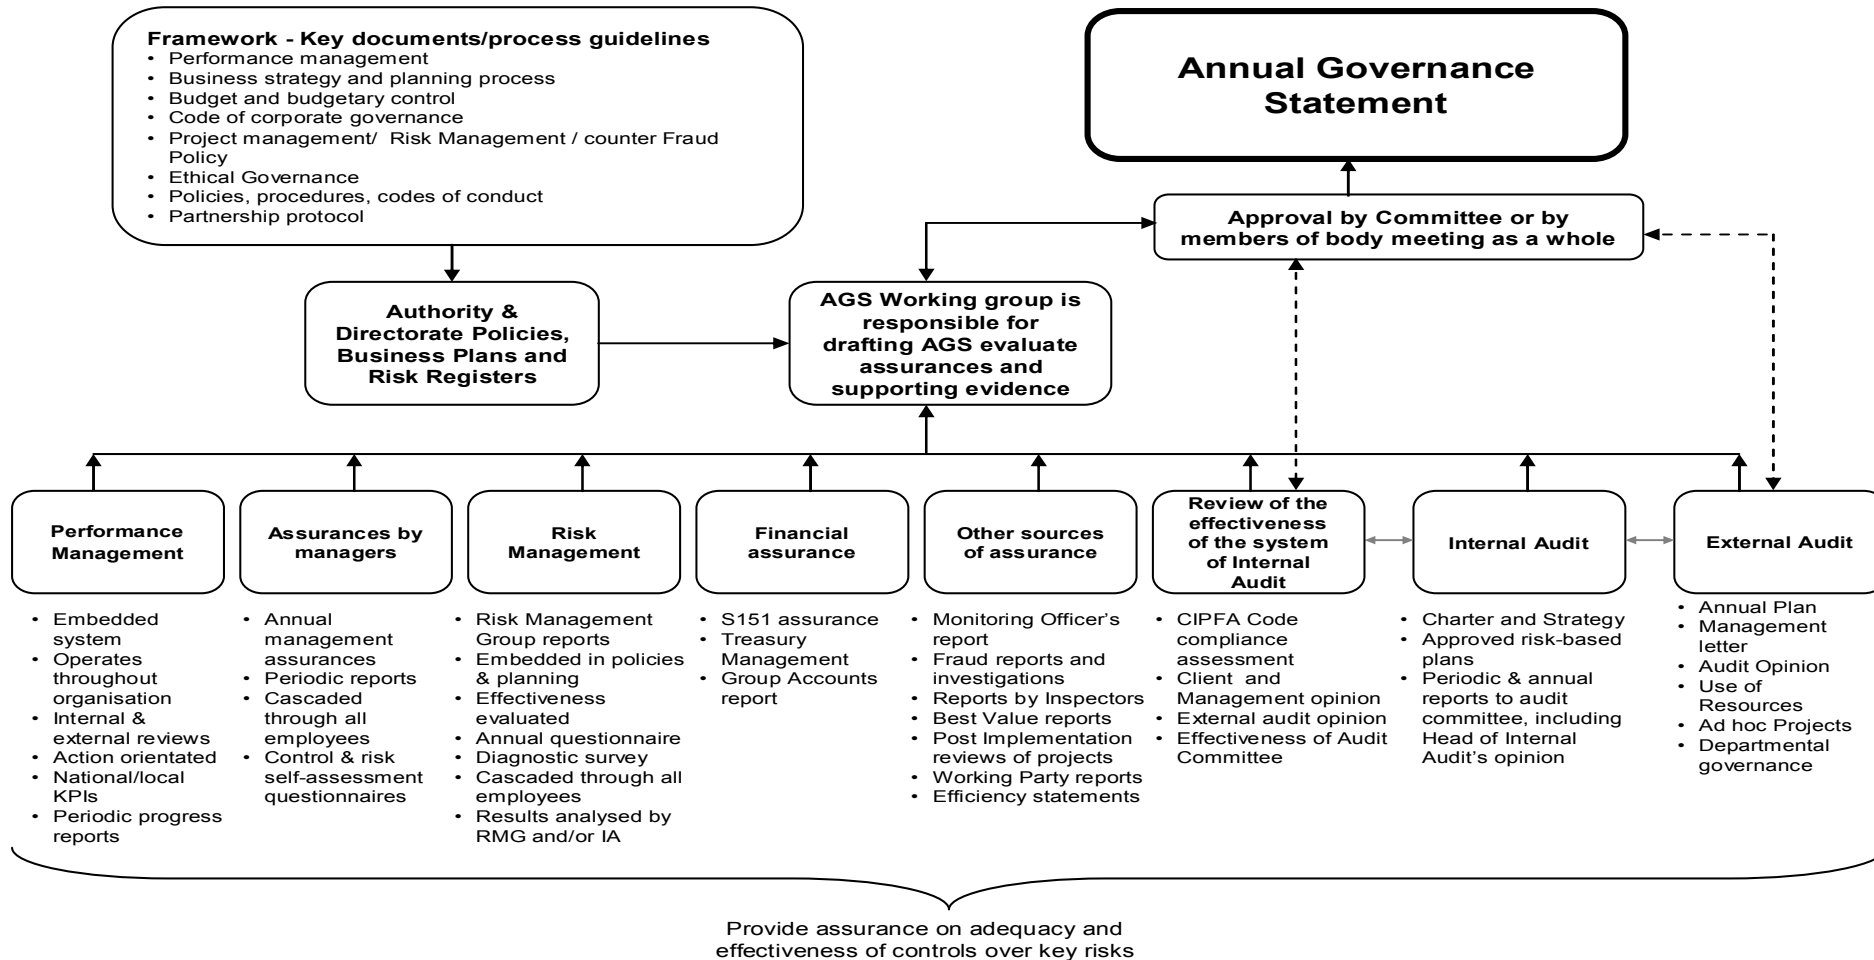 Framework - Key documents/process guidelines
• Performance management
• Business strategy and planning process
• Budget and budgetary control
• Code of corporate governance
• Project management/ Risk Management / counter Fraud
Policy
• Ethical Governance
• Policies, procedures, codes of conduct
• Partnership protocol
Annual Governance
Statement
Approval by Committee or by
members of body meeting as a whole
Authority &
Directorate Policies,
Business Plans and
Risk Registers
AGS Working group is
responsible for
drafting AGS evaluate
assurances and
supporting evidence
Performance
Management
• Embedded
system
• Operates
throughout
organisation
• Internal &
external reviews
• Action orientated
• National/local
KPIs
• Periodic progress
reports
Assurances by
managers
• Annual
management
assurances
• Periodic reports
• Cascaded
through all
employees
• Control & risk
self-assessment
questionnaires
Risk
Management
• Risk Management
Group reports
• Embedded in policies
& planning
• Effectiveness
evaluated
• Annual questionnaire
• Diagnostic survey
• Cascaded through all
employees
• Results analysed by
RMG and/or IA
Financial
assurance
• S151 assurance
• Treasury
Management
• Group Accounts
report
Other sources
of assurance
• Monitoring Officer's
report
• Fraud reports and
investigations
• Reports by Inspectors
• Best Value reports
• Post Implementation
reviews of projects
• Working Party reports
• Efficiency statements
Review of the
effectiveness
of the system
of Internal
Audit
• CIPFA Code
compliance
assessment
• Client and
Management opinion
• External audit opinion
• Effectiveness of Audit
Committee
Internal Audit
• Charter and Strategy
• Approved risk-based
plans
• Periodic & annual
reports to audit
committee, including
Head of Internal
Audit's opinion
External Audit
• Annual Plan
• Management
letter
• Audit Opinion
• Use of
Resources
• Ad hoc Projects
• Departmental
governance
Provide assurance on adequacy and
effectiveness of controls over key risks